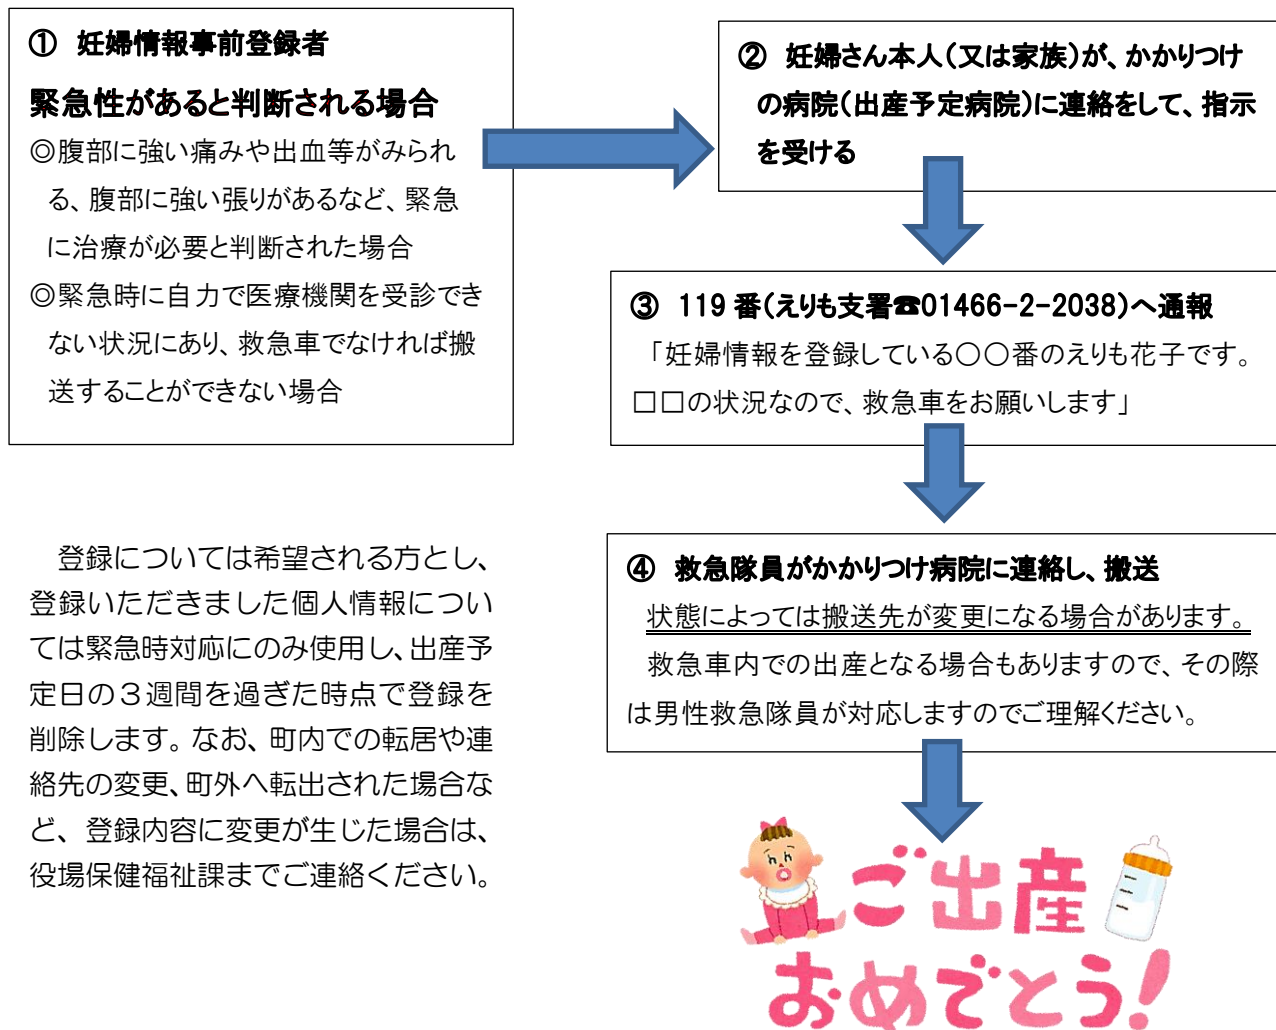 ① 妊婦情報事前登録者
緊急性があると判断される場合
◎腹部に強い痛みや出血等がみられ
る、腹部に強い張りがあるなど、緊急
に治療が必要と判断された場合
◎緊急時に自力で医療機関を受診でき
ない状況にあり、救急車でなければ搬
送することができない場合
② 妊婦さん本人(又は家族)が、かかりつけ
の病院(出産予定病院)に連絡をして、指示
を受ける
③ 119 番(えりも支署☎01466-2-2038)へ通報
「妊婦情報を登録している〇〇番のえりも花子です。
□□の状況なので、救急車をお願いします」
④ 救急隊員がかかりつけ病院に連絡し、搬送
状態によっては搬送先が変更になる場合があります。
救急車内での出産となる場合もありますので、その際
は男性救急隊員が対応しますのでご理解ください。
登録については希望される方とし、
登録いただきました個人情報につい
ては緊急時対応にのみ使用し、出産予
定日の３週間を過ぎた時点で登録を
削除します。なお、町内での転居や連
絡先の変更、町外へ転出された場合な
ど、登録内容に変更が生じた場合は、
役場保健福祉課までご連絡ください。
ご出産
おめでとう!